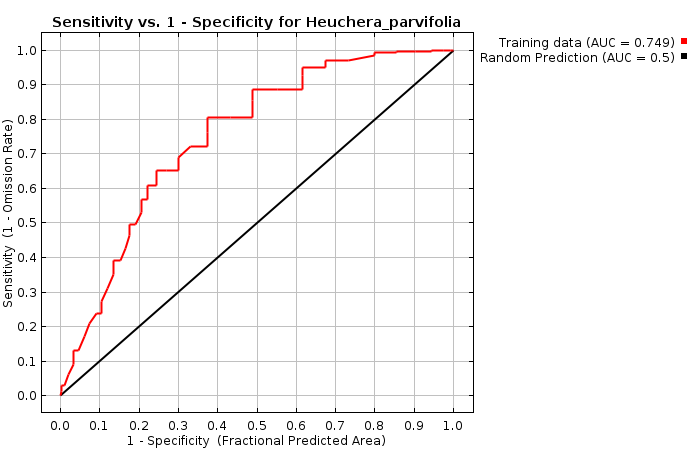 Sensitivity vs. 1 - Specificity for Heuchera_parvifolia
Training data (AUC = 0.749)
Random Prediction (AUC = 0.5)
Sensitivity (1 - Omission Rate)
1.0
0.9
0.8
0.7
0.6
0.5
0.4
0.3
0.2
0.1
0.0
0.0 0.1 0.2 0.3 0.4 0.5 0.6 0.7 0.8 0.9 1.0
1 - Specificity (Fractional Predicted Area)